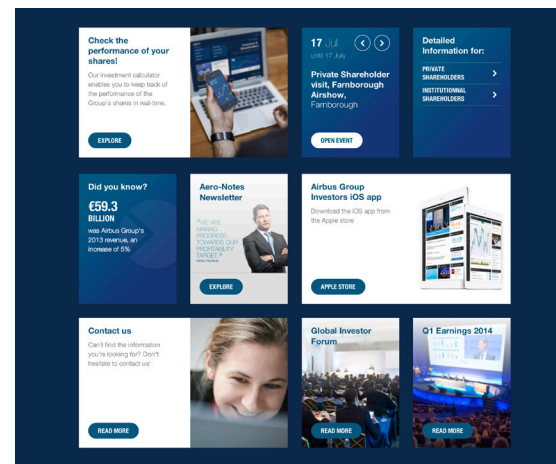 Check the
performance of your
shares!
Our investment calculator
enables you to keep track of
the performance of the
Group's shares in real-time.
EXPLORE
17 Jul
until 17 July
Private Shareholder
visit, Farnborough
Airshow,
Farnborough
OPEN EVENT
Detailed
Information for:
PRIVATE
SHAREHOLDERS
INSTITUTIONNAL
SHAREHOLDERS
Did you know?
€59.3
BILLION
was Airbus Group's
2013 revenue, an
increase of 5%
Aero-Notes
Newsletter
"WE ARE
MAKING
PROGRESS
TOWARDS OUR
PROFITABILITY
TARGET."
EXPLORE
Airbus Group
Investors iOS app
Download the iOS app from
the Apple store
APPLE STORE
Contact us
Can't find the information
you're looking for? Don't
hesitate to contact us!
READ MORE
Global Investor
Forum
READ MORE
Q1 Earnings 2014
READ MORE